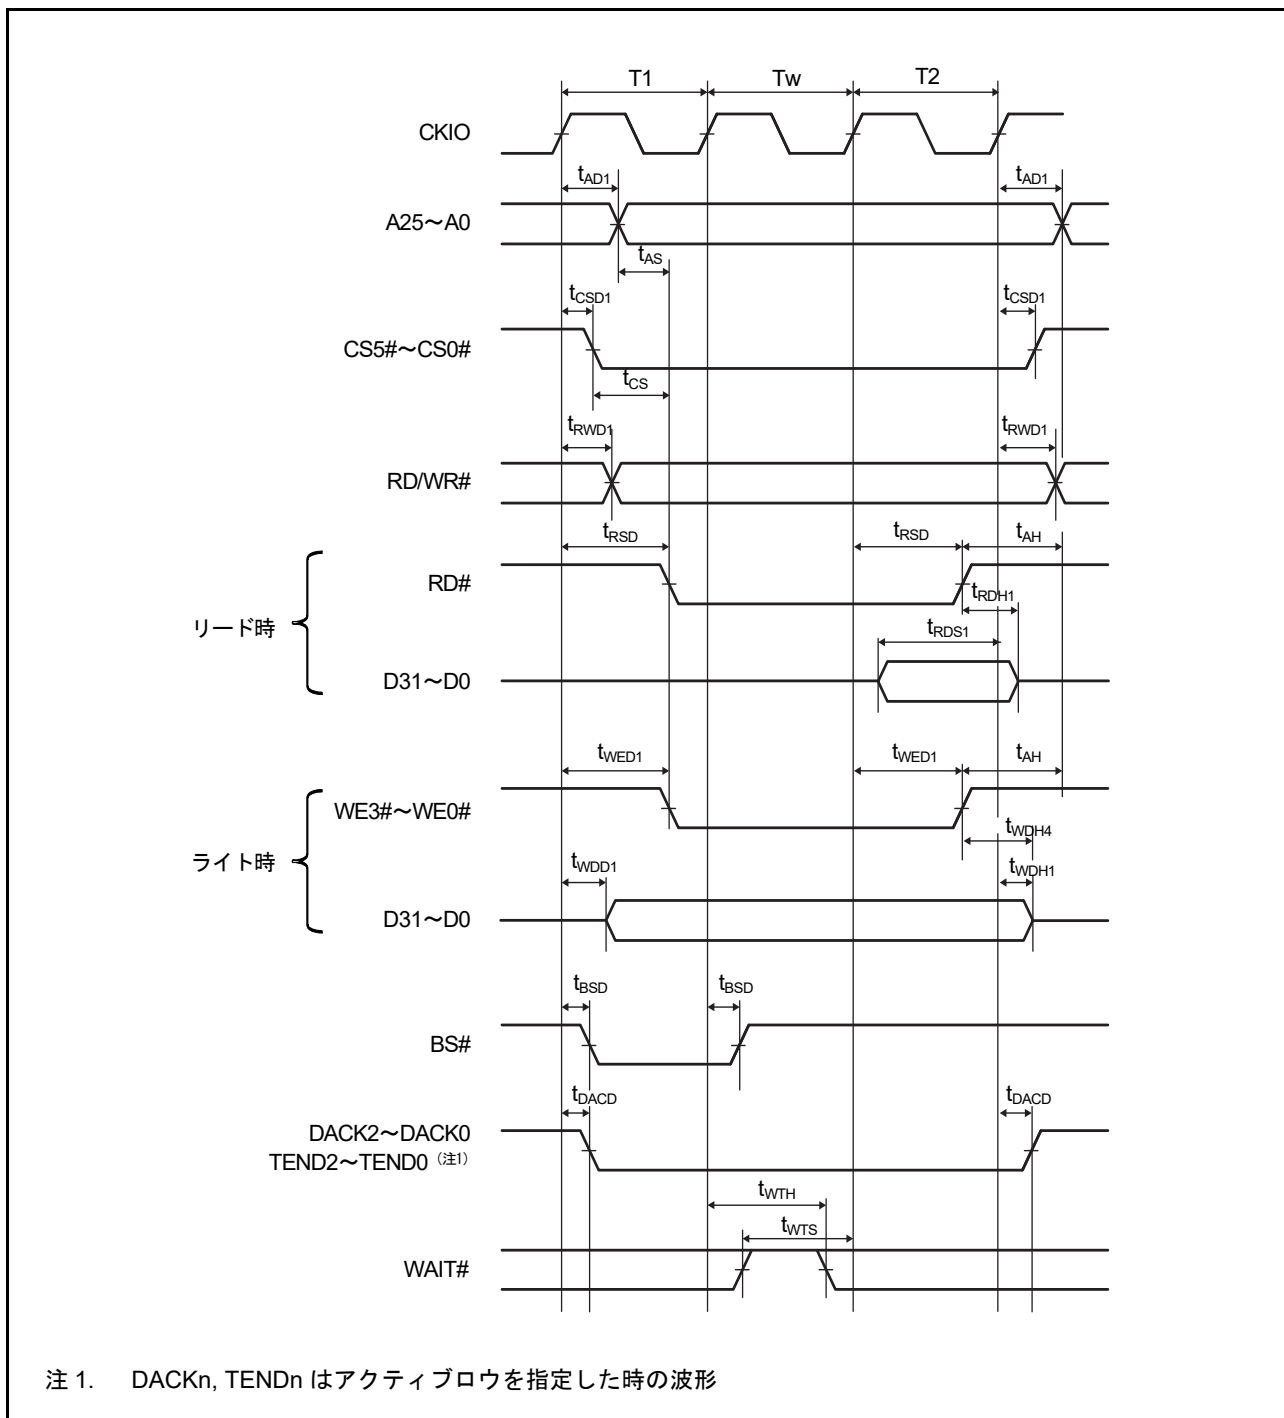 T1 Tw T2
CKIO
tAD1 tAD1
A25～A0
tAS
tCSD1 tCSD1
CS5#～CS0#
tCS
tRWD1 tRWD1
RD/WR#
tRSD tRSD tAH
RD#
tRDH1
リード時
tRDS1
D31～D0
tWED1 tWED1 tAH
WE3#～WE0#
tWDH4
ライト時
tWDD1 tWDH1
D31～D0
tBSD tBSD
BS#
tDACD tDACD
DACK2～DACK0
TEND2～TEND0（注1）
tWTH
tWTS
WAIT#
注 1. DACKn, TENDn はアクティブロウを指定した時の波形